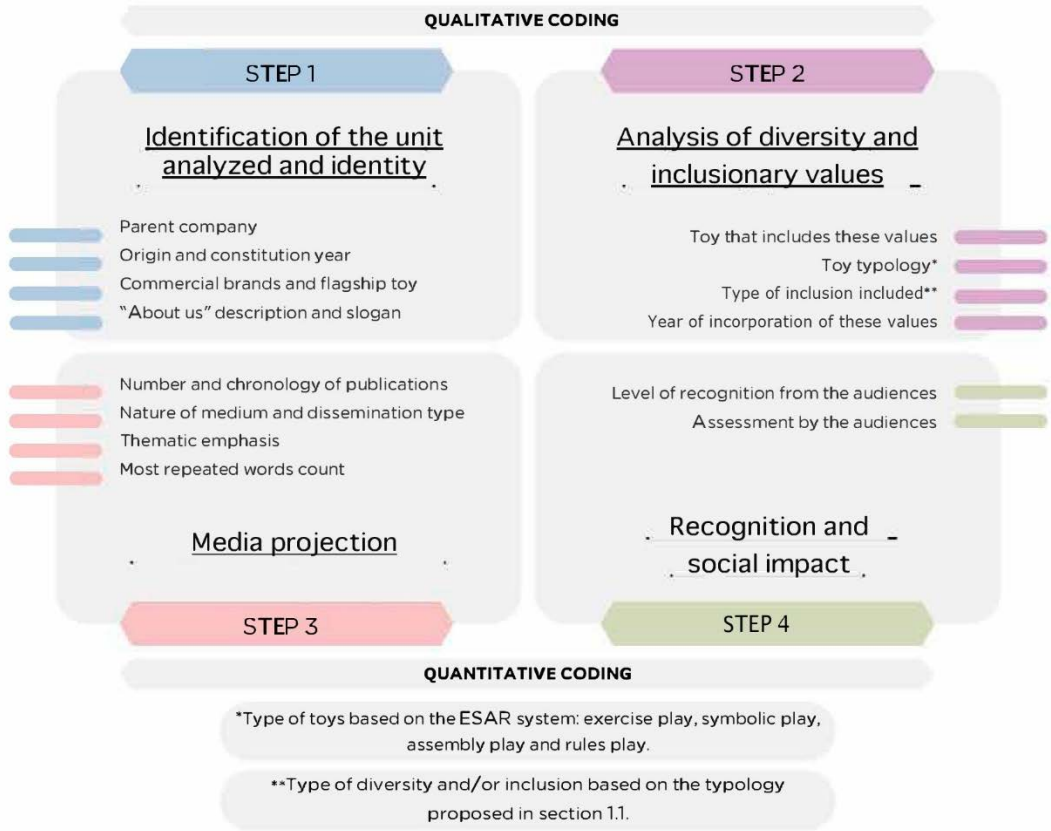 QUALITATIVE CODING
STEP 1
Identification of the unit
analyzed and identity
Parent company
Origin and constitution year
Commercial brands and flagship toy
"About us" description and slogan
STEP 2
Analysis of diversity and
inclusionary values
Toy that includes these values
Toy typology*
Type of inclusion included**
Year of incorporation of these values
Number and chronology of publications
Nature of medium and dissemination type
Thematic emphasis
Most repeated words count
Media projection
STEP 3
Level of recognition from the audiences
Assessment by the audiences
Recognition and
social impact
STEP 4
QUANTITATIVE CODING
*Type of toys based on the ESAR system: exercise play, symbolic play,
assembly play and rules play.
**Type of diversity and/or inclusion based on the typology
proposed in section 1.1.